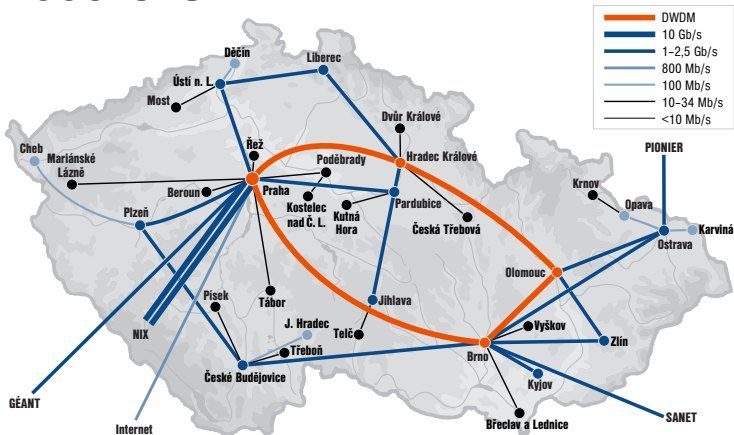 DWDM
10 Gb/s
1–2,5 Gb/s
800 Mb/s
100 Mb/s
10–34 Mb/s
<10 Mb/s
Děčín
Liberec
Ústí n. L.
Most
Dvůr Králové
Cheb
Mariánské
Lázně
Řež
Poděbrady
Hradec Králové
PIONIER
Beroun
Praha
Krnov
Opava
Plzeň
Kostelec
nad Č. L.
Kutná
Hora
Pardubice
Česká Třebová
Karviná
Ostrava
Olomouc
Písek
Tábor
Jihlava
NIX
J. Hradec
Telč
Vyškov
Zlín
Třeboň
Brno
České Budějovice
Kyjov
GÉANT
Internet
Břeclav a Lednice
SANET